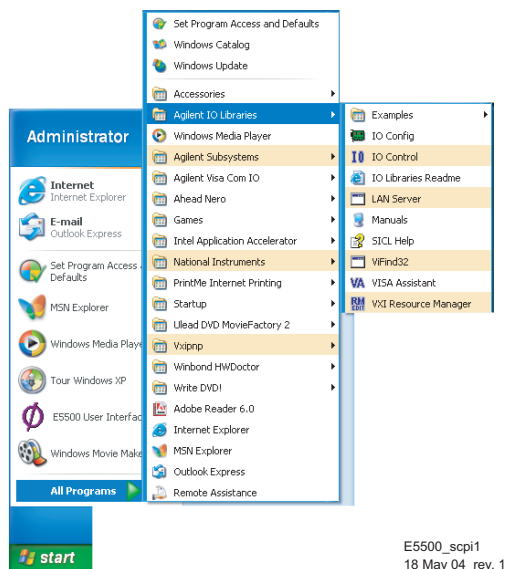 Set Program Access and Defaults
Windows Catalog
Windows Update
Accessories
Agilent IO Libraries
Windows Media Player
Agilent Subsystems
Agilent Visa Com IO
Ahead Nero
Games
Intel Application Accelerator
National Instruments
PrintMe Internet Printing
Startup
Ulead DVD MovieFactory 2
Vxipnp
Winbond HWDoctor
Write DVD!
Adobe Reader 6.0
Internet Explorer
MSN Explorer
Outlook Express
Remote Assistance
Examples
IO Config
IO IO Control
IO Libraries Readme
LAN Server
Manuals
SICL Help
ViFind32
VA VISA Assistant
RM EDIT VXI Resource Manager
Administrator
Internet
Internet Explorer
E-mail
Outlook Express
Set Program Access
Defaults
MSN Explorer
Windows Media Playe
Tour Windows XP
E5500 User Interfac
Windows Movie Make
All Programs
start
E5500_scpi1
18 May 04 rev. 1